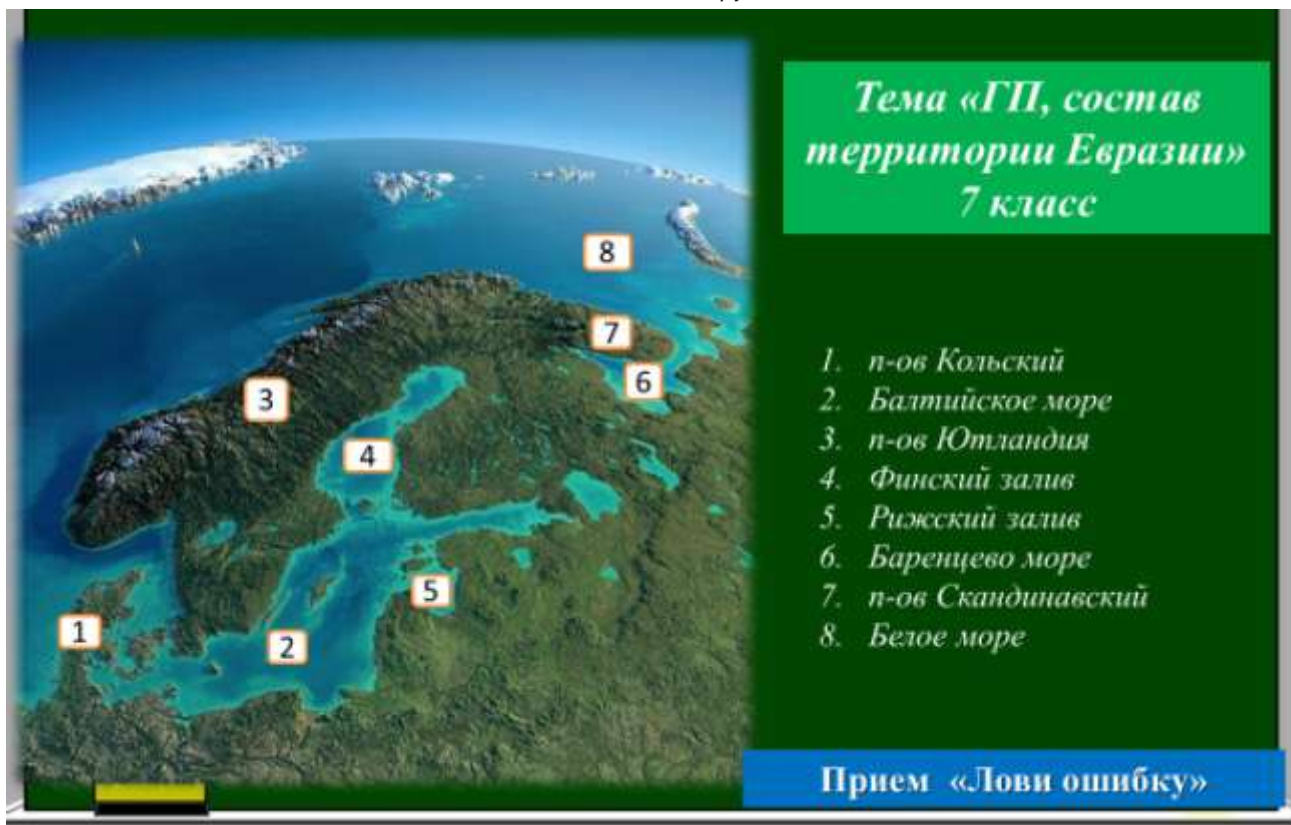 Тема «ГП, состав
территории Евразии»
7 класс
8
7
6
3
4
5
1
2
1. п-ов Кольский
2. Балтийское море
3. п-ов Ютландия
4. Финский залив
5. Рижский залив
6. Баренцево море
7. п-ов Скандинавский
8. Белое море
Прием «Лови ошибку»